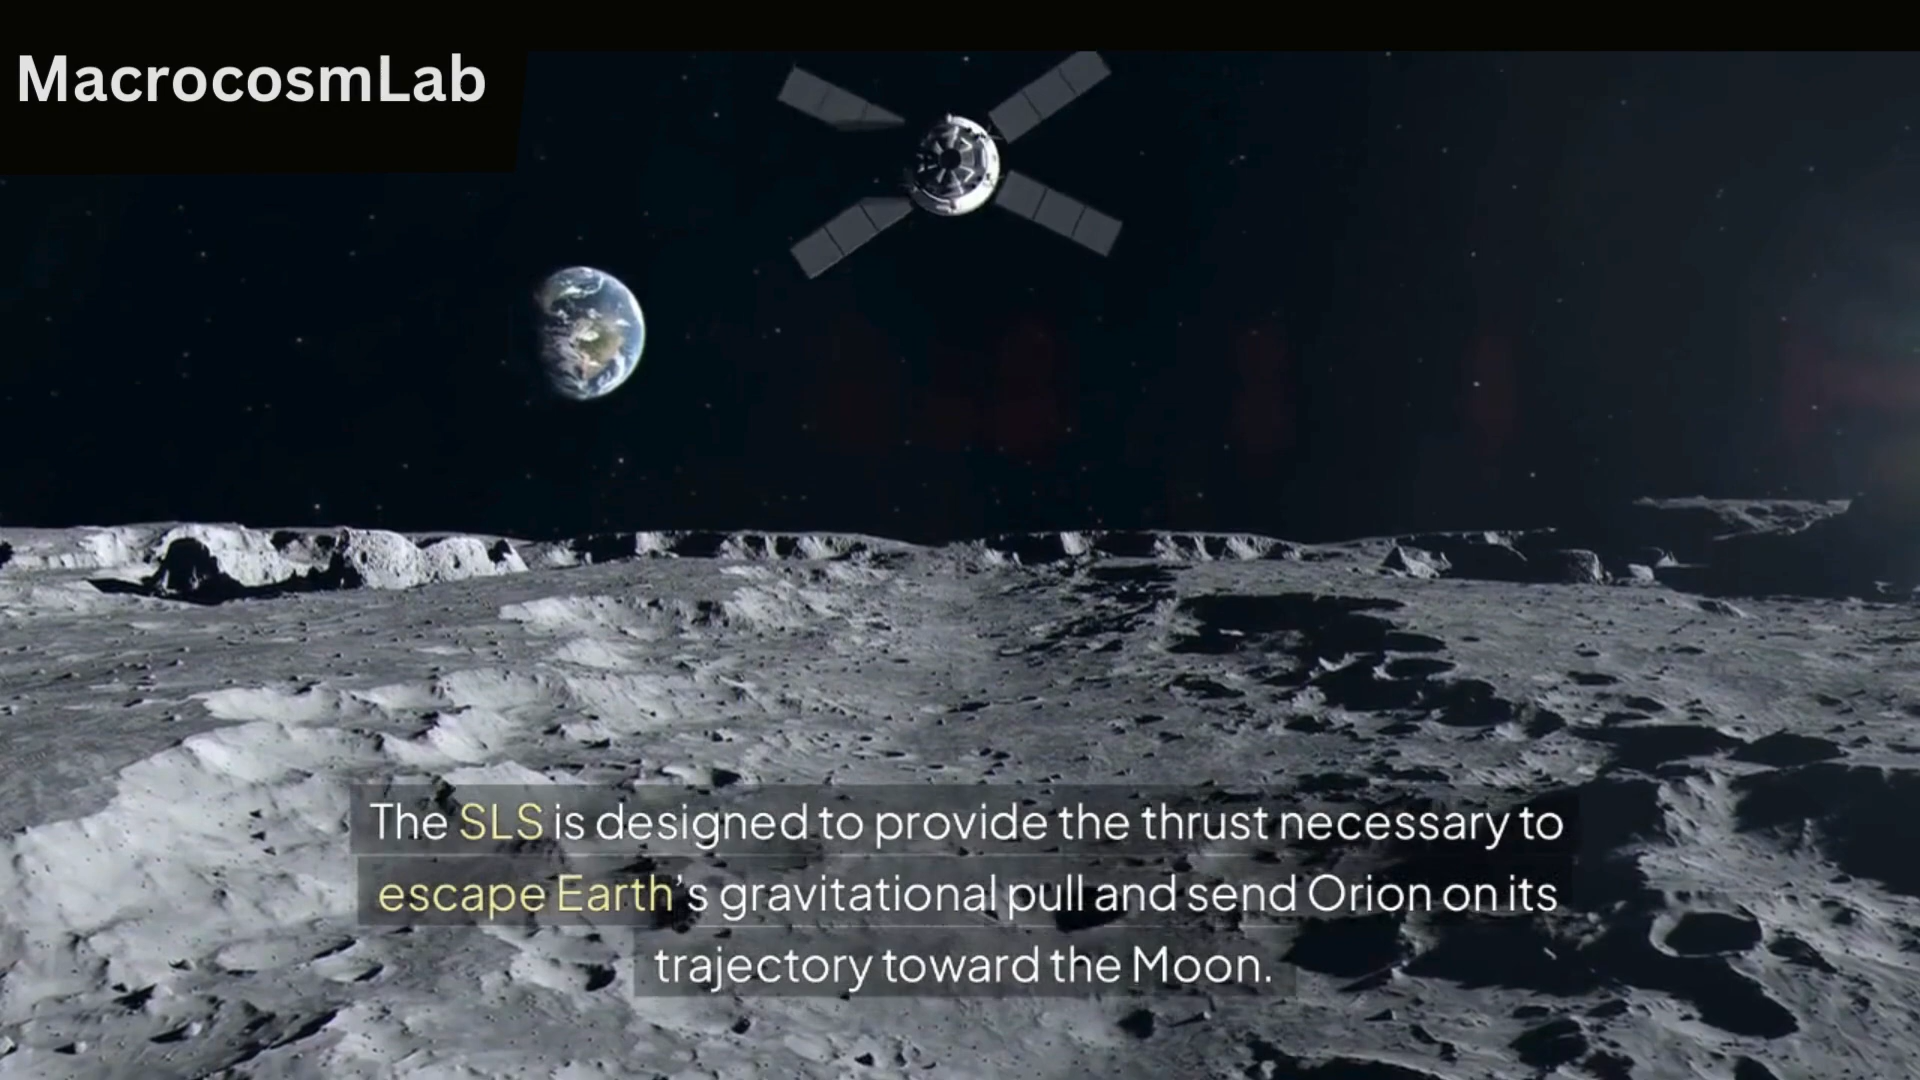 MacrocosmLab
The SLS is designed to provide the thrust necessary to
escape Earth’s gravitational pull and send Orion on its
trajectory toward the Moon.